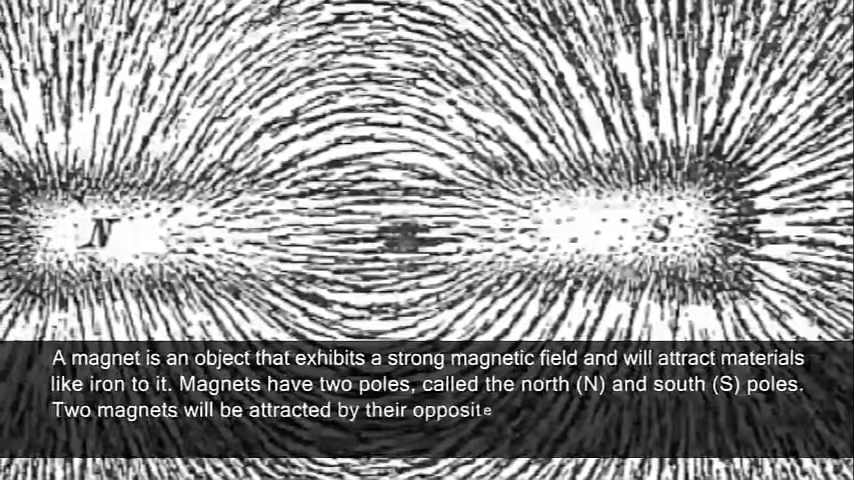 N
S
A magnet is an object that exhibits a strong magnetic field and will attract materials
like iron to it. Magnets have two poles, called the north (N) and south (S) poles.
Two magnets will be attracted by their opposite